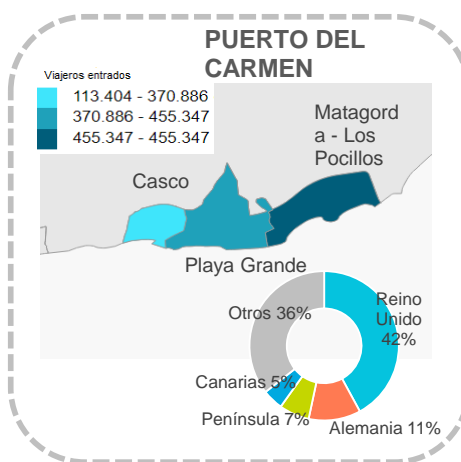 PUERTO DEL
CARMEN
Viajeros entrados
113.404 - 370.886
370.886 - 455.347
455.347 - 455.347
Matagord
a - Los
Pocillos
Casco
Playa Grande
Reino
Unido
42%
Otros 36%
Canarias 5%
Península 7%
Alemania 11%